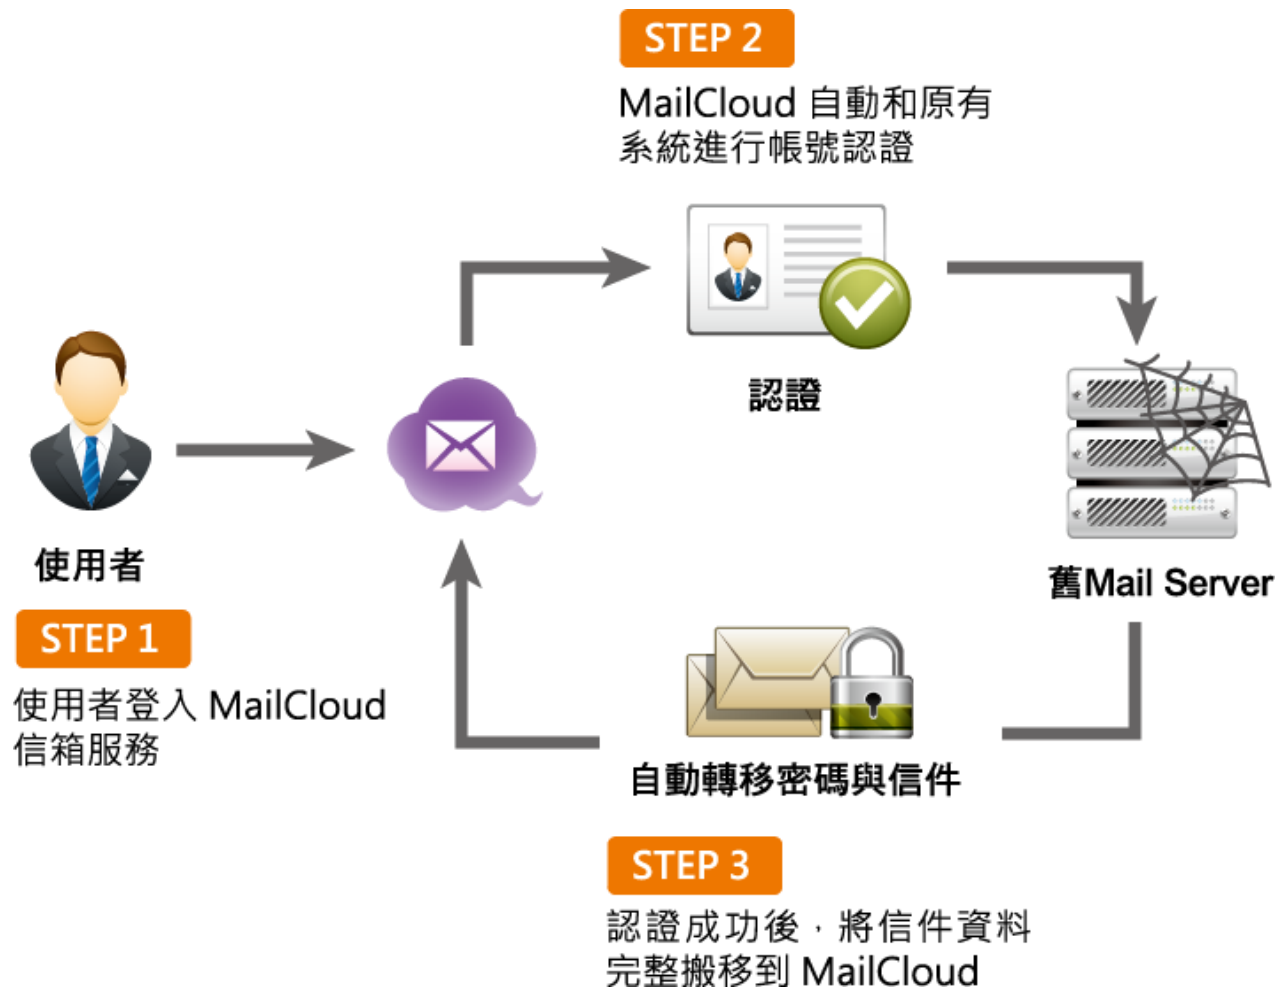 STEP 2
MailCloud 自動和原有
系統進行帳號認證
認證
使用者
舊Mail Server
STEP 1
使用者登入 MailCloud
信箱服務
自動轉移密碼與信件
STEP 3
認證成功後，將信件資料
完整搬移到 MailCloud